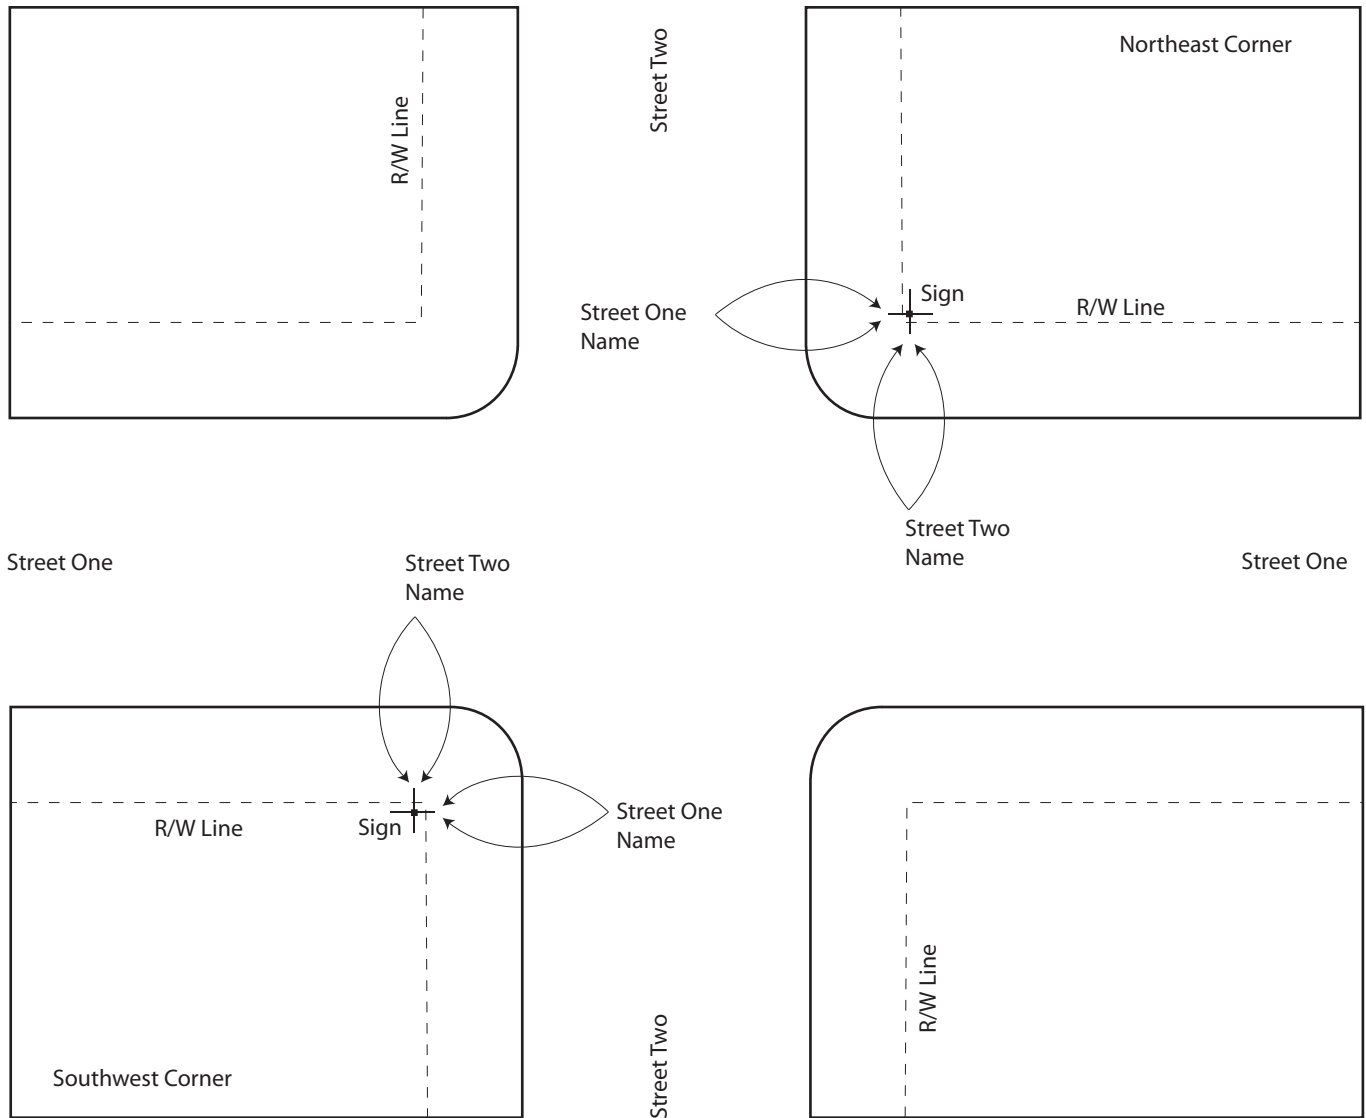 Street Two
Northeast Corner
R/W Line
Sign
R/W Line
Street One
Name
Street Two
Name
Street One
Street Two
Name
Street One
R/W Line
Sign
Street One
Name
R/W Line
Southwest Corner
Street Two